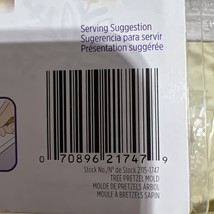 Serving Suggestion
Sugerencia para servir
Présentation suggérée
0 70896 21747 9
Stock No./Nº de Stock 2115-1747
TREE PRETZEL MOLD
MOLDE DE PRETZELS ÁRBOL
MOULE À BRETZELS SAPIN